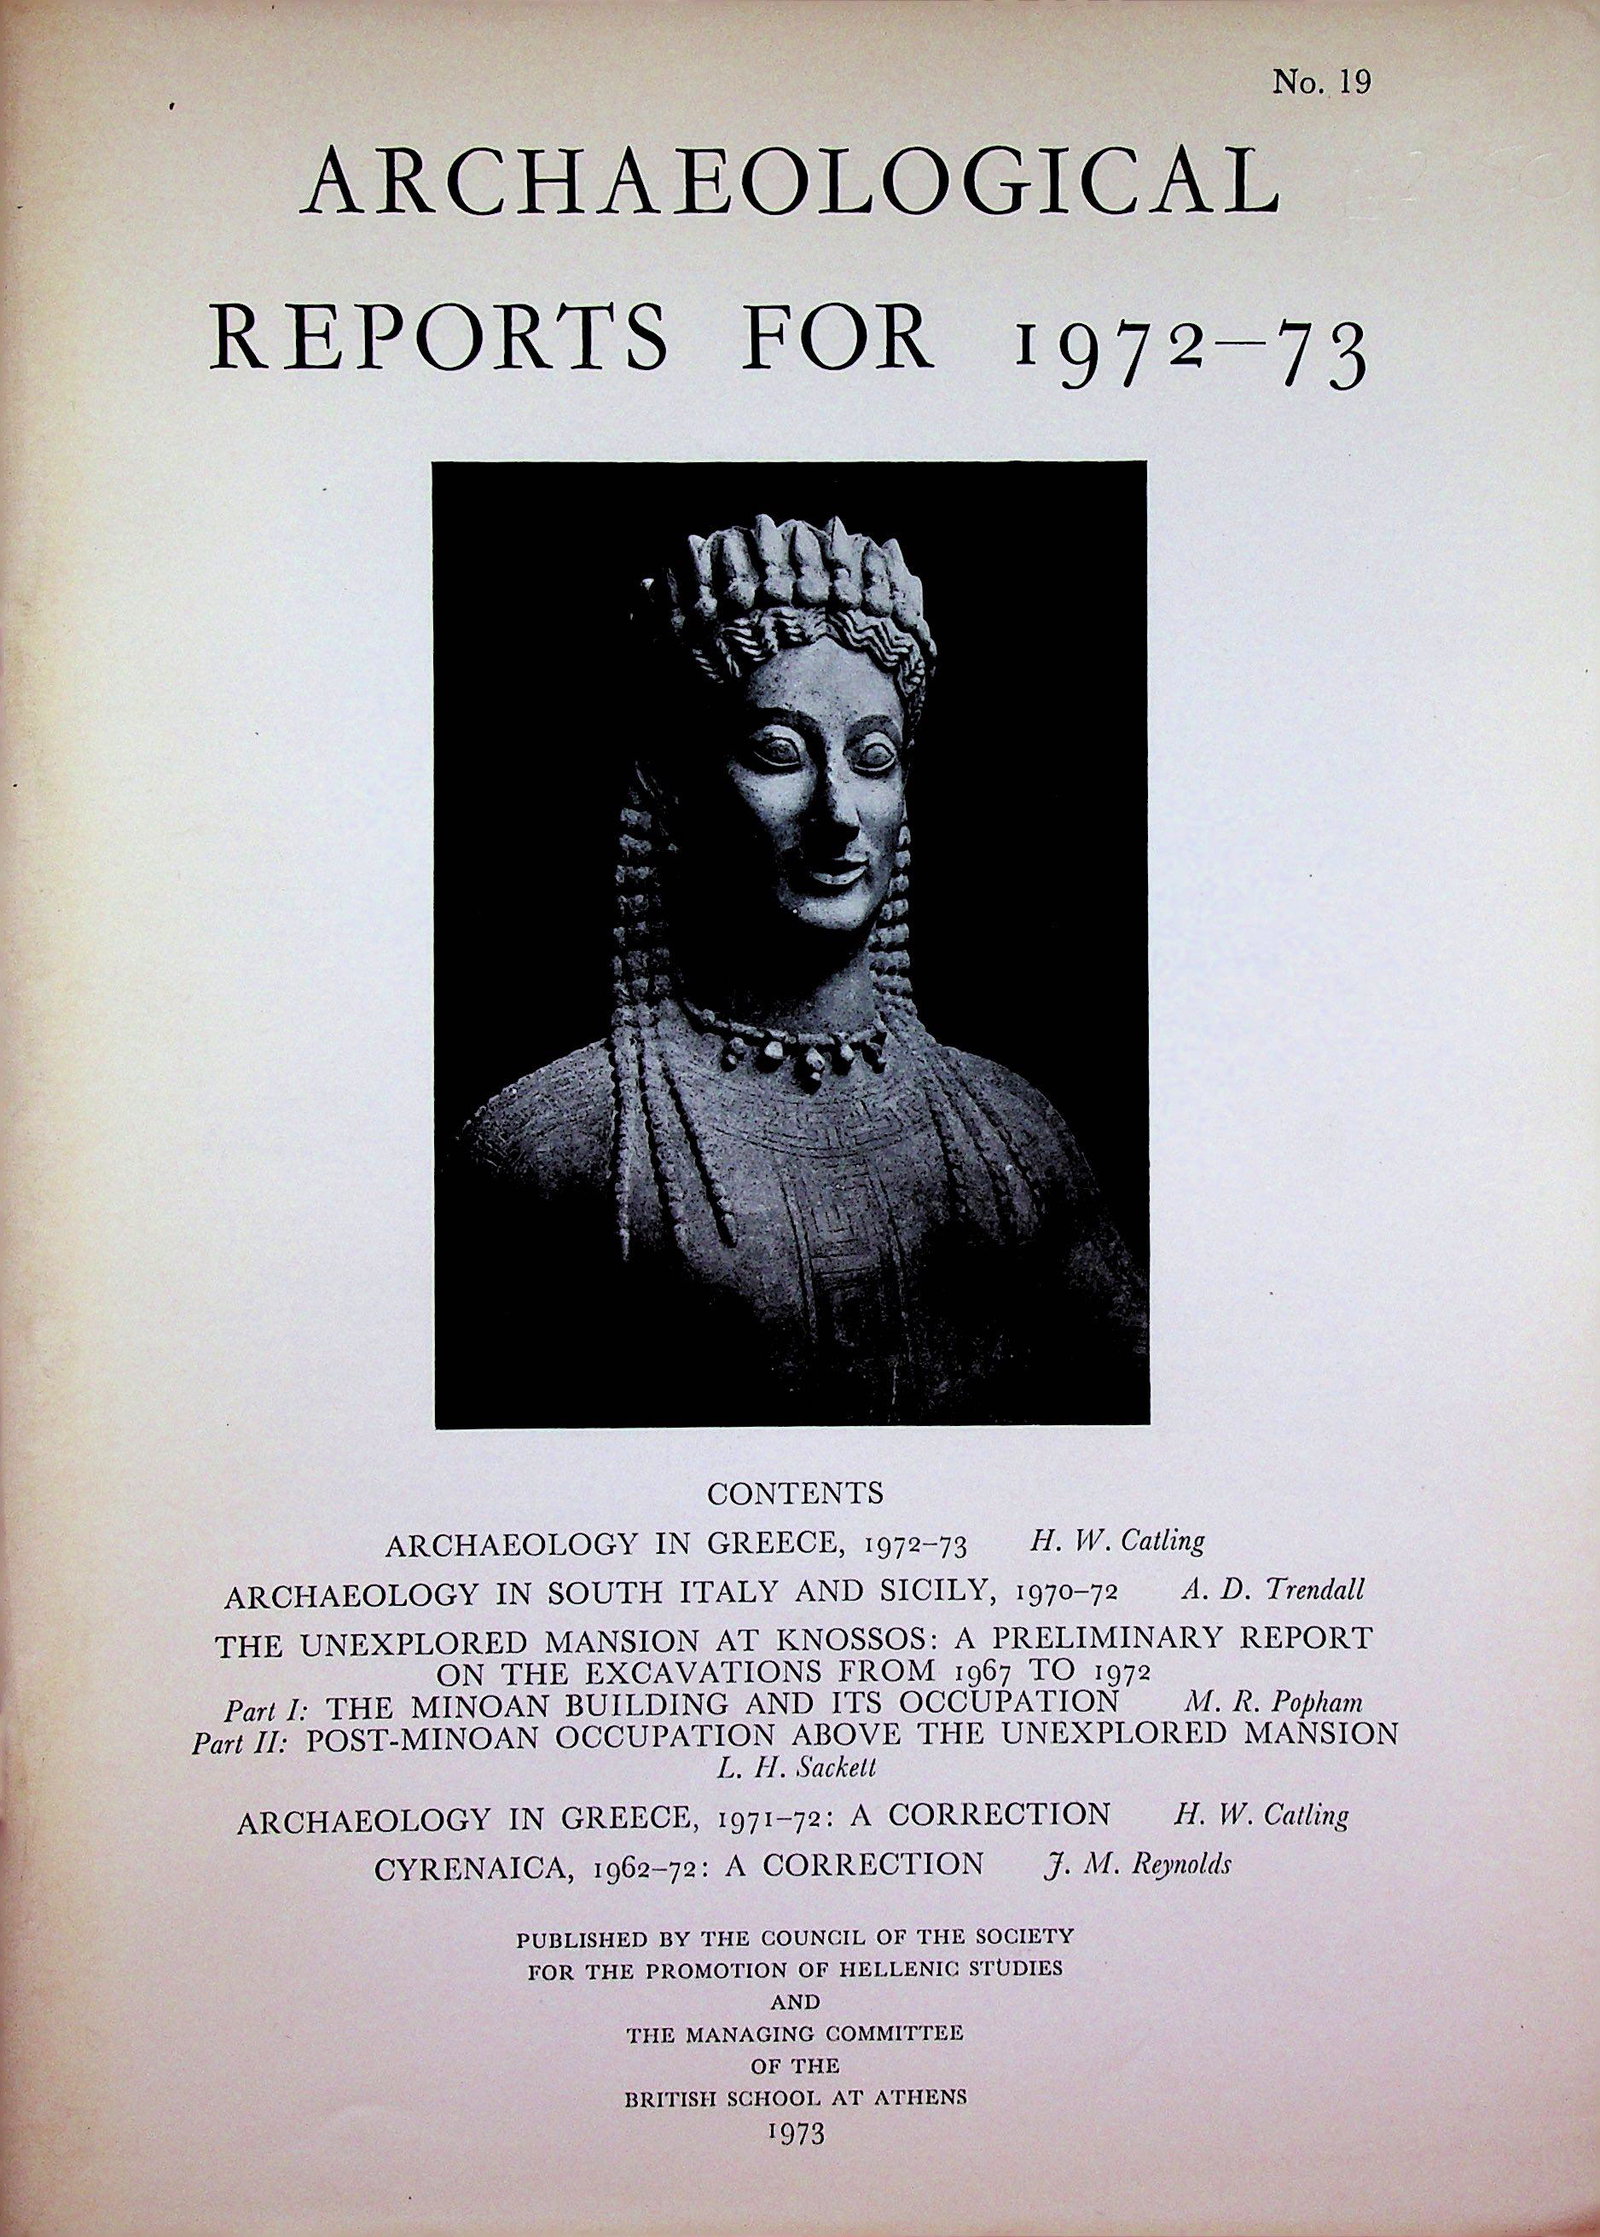 No. 19
ARCHAEOLOGICAL
REPORTS FOR 1972–73
CONTENTS
ARCHAEOLOGY IN GREECE, 1972–73 H. W. Catling
ARCHAEOLOGY IN SOUTH ITALY AND SICILY, 1970–72 A. D. Trendall
THE UNEXPLORED MANSION AT KNOSSOS: A PRELIMINARY REPORT
ON THE EXCAVATIONS FROM 1967 TO 1972
Part I: THE MINOAN BUILDING AND ITS OCCUPATION M. R. Popham
Part II: POST-MINOAN OCCUPATION ABOVE THE UNEXPLORED MANSION
L. H. Sackett
ARCHAEOLOGY IN GREECE, 1971–72: A CORRECTION H. W. Catling
CYRENAICA, 1962–72: A CORRECTION J. M. Reynolds
PUBLISHED BY THE COUNCIL OF THE SOCIETY
FOR THE PROMOTION OF HELLENIC STUDIES
AND
THE MANAGING COMMITTEE
OF THE
BRITISH SCHOOL AT ATHENS
1973